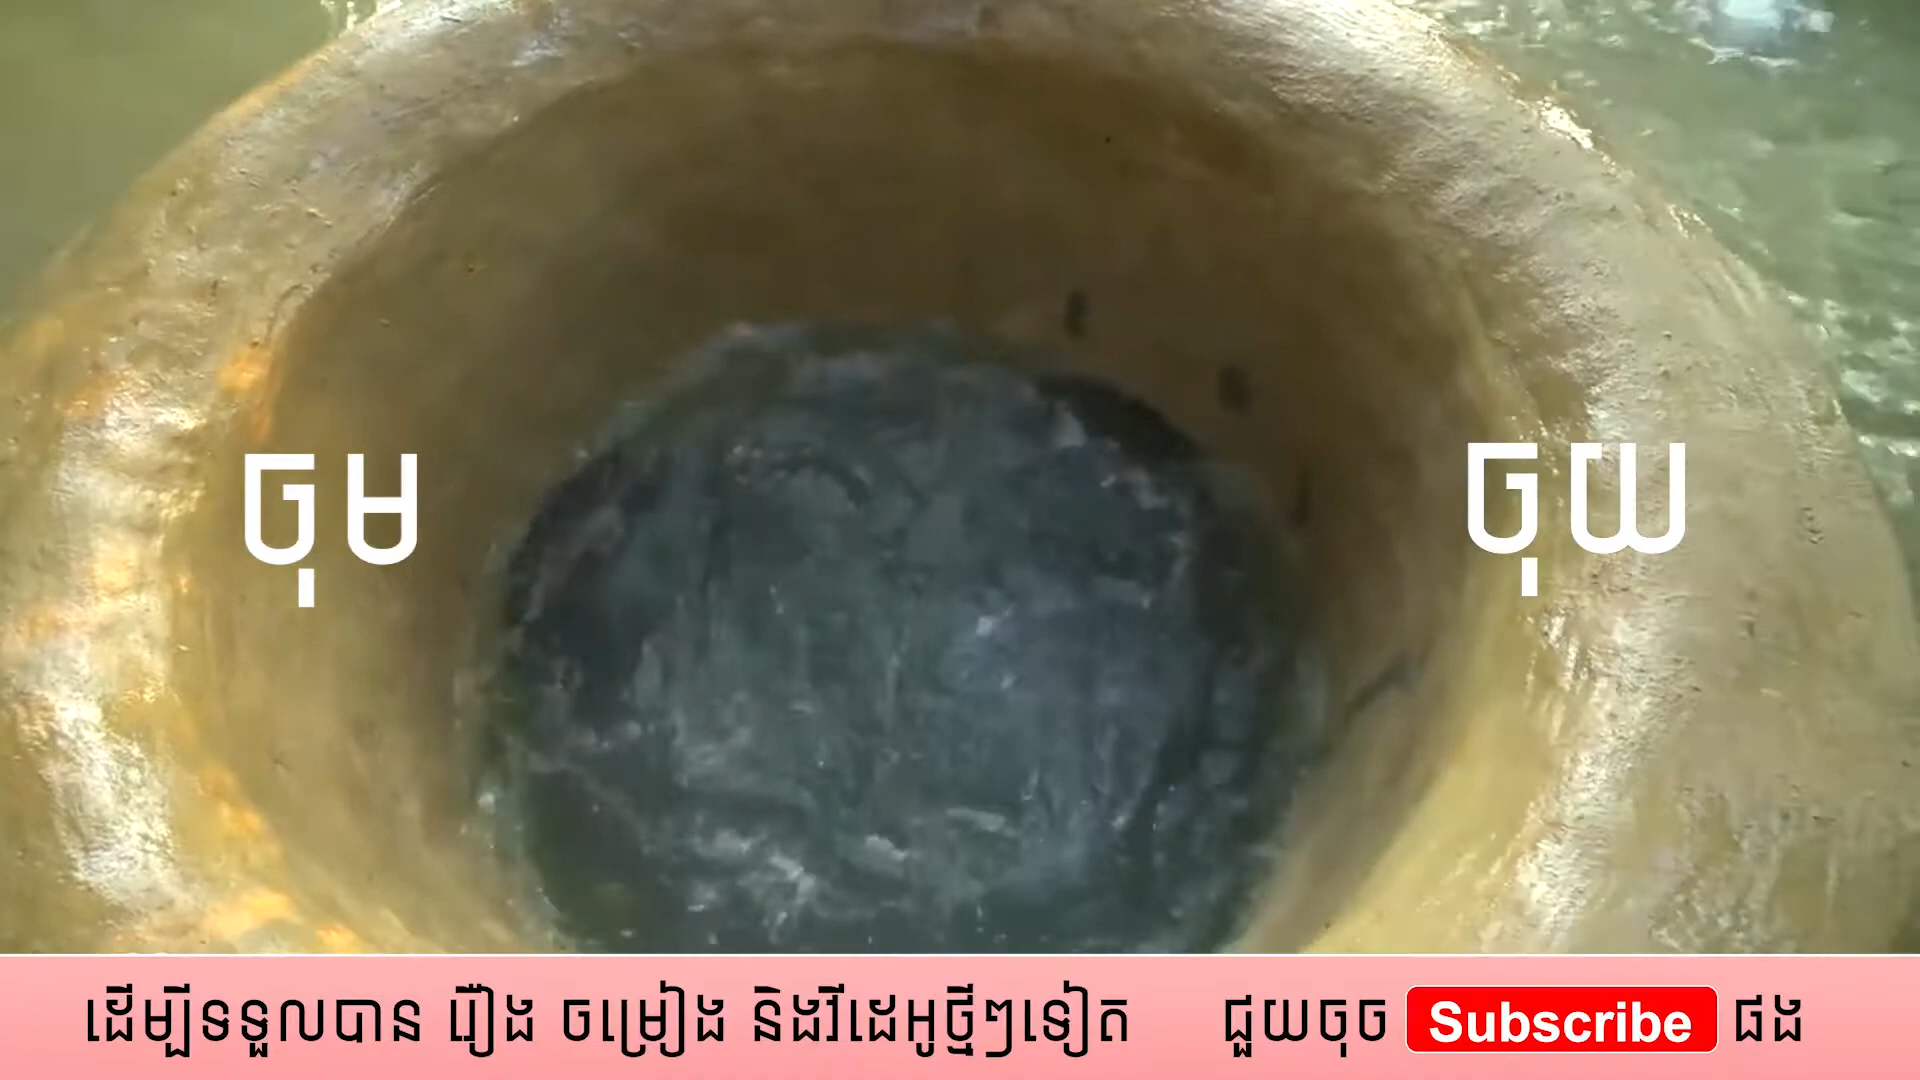 ចុម
ចុយ
ដើម្បីទទួលបាន រឿង ចម្រៀង និងវីដេអូថ្មីៗទៀត ជួយចុច Subscribe ផង